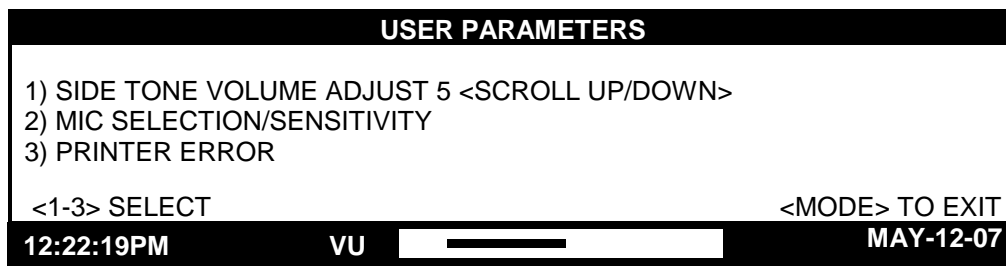 USER PARAMETERS
1) SIDE TONE VOLUME ADJUST 5 <SCROLL UP/DOWN>
2) MIC SELECTION/SENSITIVITY
3) PRINTER ERROR
<1-3> SELECT <MODE> TO EXIT
12:22:19PM VU MAY-12-07